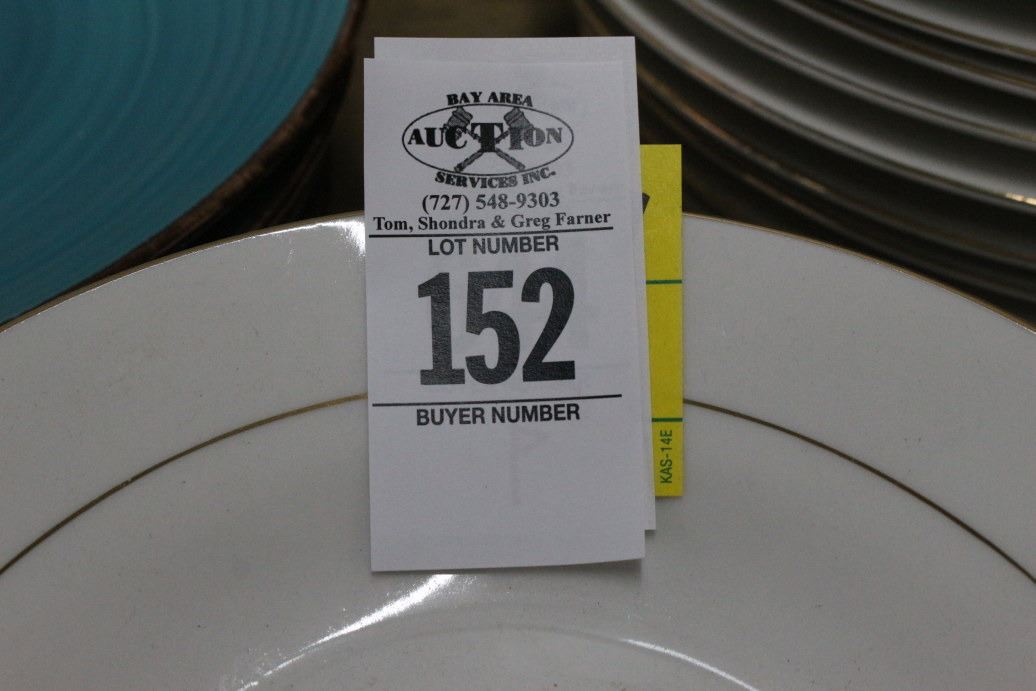 BAY AREA
AUCTION
SERVICES INC.
(727) 548-9303
Tom, Shondra & Greg Farner
LOT NUMBER
152
BUYER NUMBER
KAS-14E